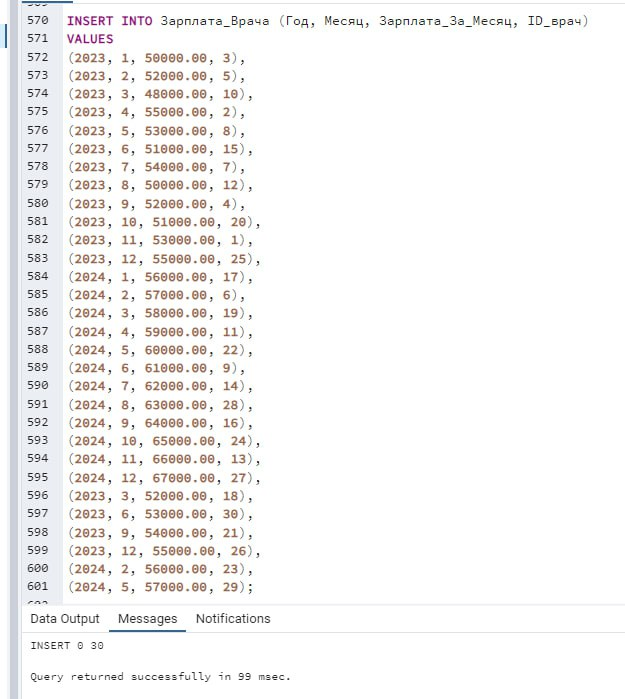 570 INSERT INTO Зарплата_Врача (Год, Месяц, Зарплата_За_Месяц, ID_врач)
571 VALUES
572 (2023, 1, 50000.00, 3),
573 (2023, 2, 52000.00, 5),
574 (2023, 3, 48000.00, 10),
575 (2023, 4, 55000.00, 2),
576 (2023, 5, 53000.00, 8),
577 (2023, 6, 51000.00, 15),
578 (2023, 7, 54000.00, 7),
579 (2023, 8, 50000.00, 12),
580 (2023, 9, 52000.00, 4),
581 (2023, 10, 51000.00, 20),
582 (2023, 11, 53000.00, 1),
583 (2023, 12, 55000.00, 25),
584 (2024, 1, 56000.00, 17),
585 (2024, 2, 57000.00, 6),
586 (2024, 3, 58000.00, 19),
587 (2024, 4, 59000.00, 11),
588 (2024, 5, 60000.00, 22),
589 (2024, 6, 61000.00, 9),
590 (2024, 7, 62000.00, 14),
591 (2024, 8, 63000.00, 28),
592 (2024, 9, 64000.00, 16),
593 (2024, 10, 65000.00, 24),
594 (2024, 11, 66000.00, 13),
595 (2024, 12, 67000.00, 27),
596 (2023, 3, 52000.00, 18),
597 (2023, 6, 53000.00, 30),
598 (2023, 9, 54000.00, 21),
599 (2023, 12, 55000.00, 26),
600 (2024, 2, 56000.00, 23),
601 (2024, 5, 57000.00, 29);
Data Output Messages Notifications
INSERT 0 30
Query returned successfully in 99 msec.